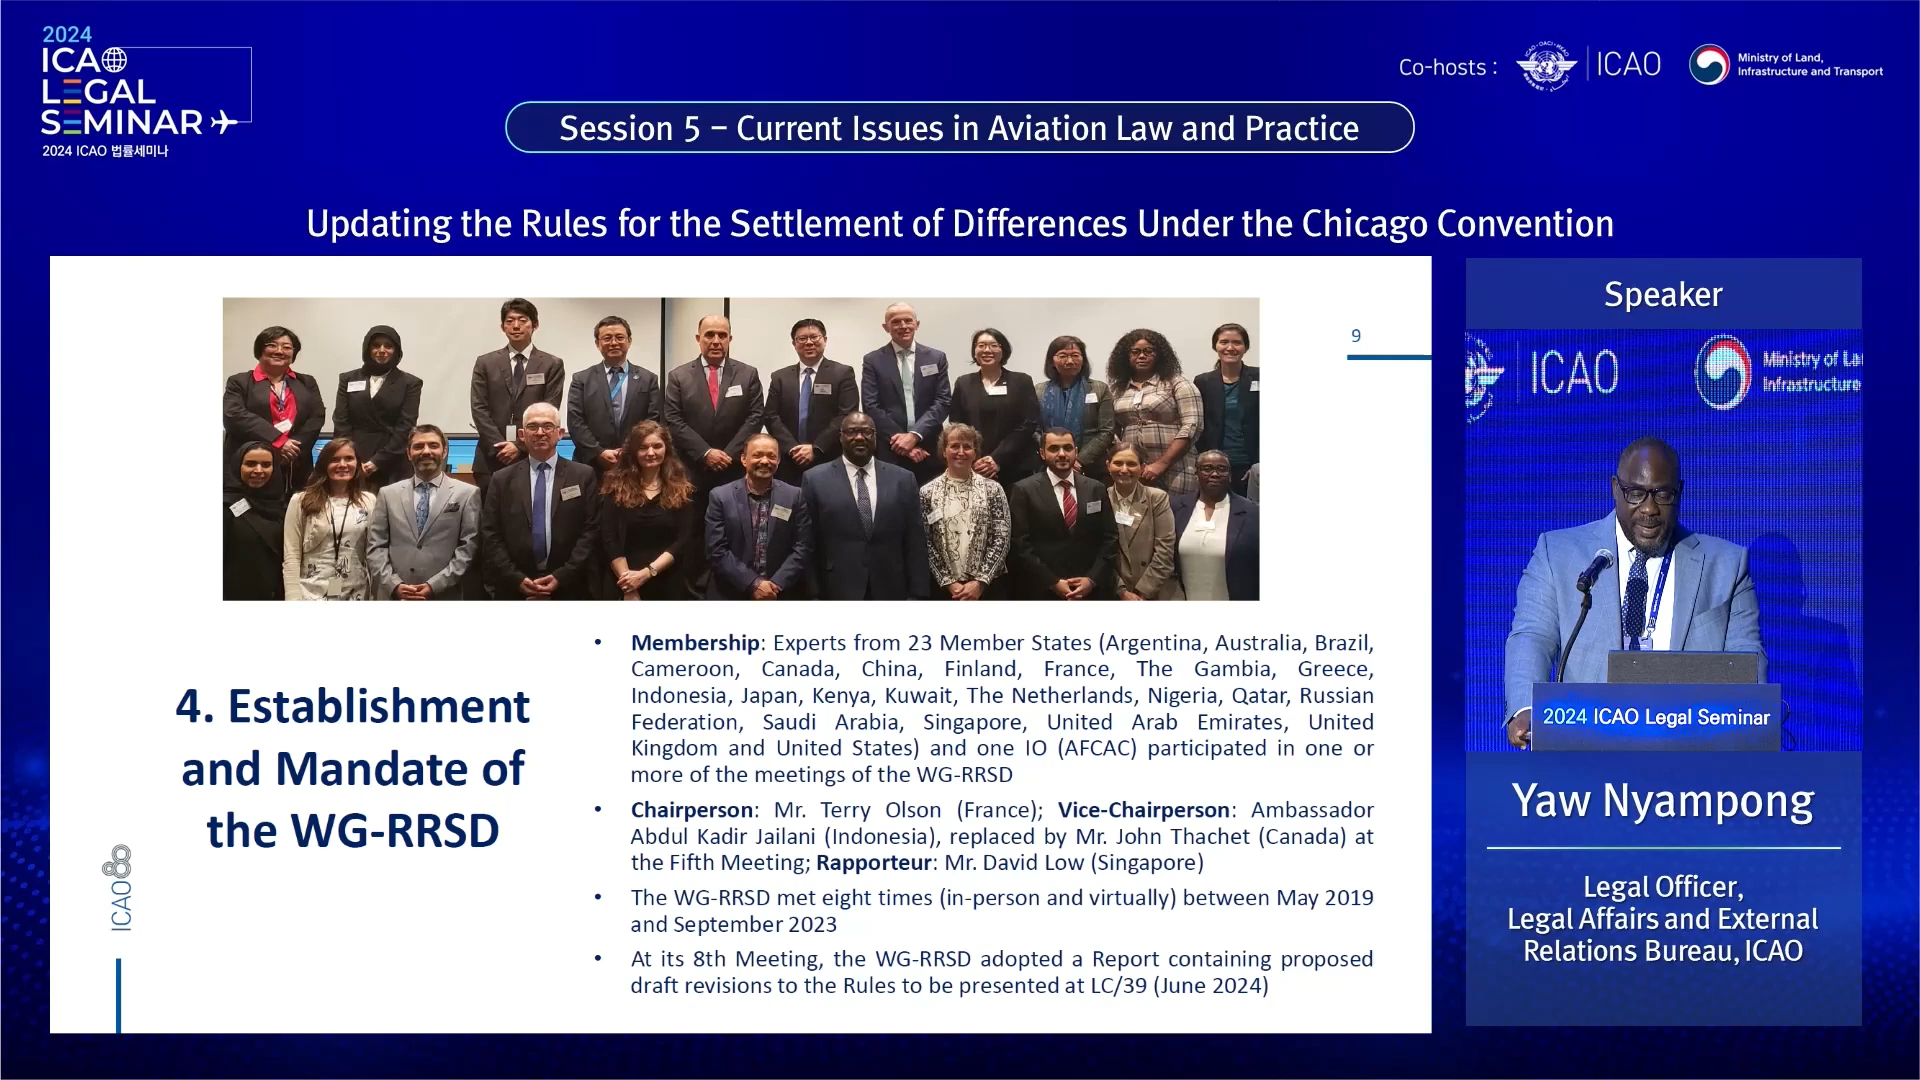 2024
ICAO
LEGAL
SEMINAR
2024 ICAO 법률세미나
Co-hosts :
ICAO
Ministry of Land,
Infrastructure and Transport
Session 5 – Current Issues in Aviation Law and Practice
Updating the Rules for the Settlement of Differences Under the Chicago Convention
9
4. Establishment
and Mandate of
the WG-RRSD
ICAO 80
• Membership: Experts from 23 Member States (Argentina, Australia, Brazil,
Cameroon, Canada, China, Finland, France, The Gambia, Greece,
Indonesia, Japan, Kenya, Kuwait, The Netherlands, Nigeria, Qatar, Russian
Federation, Saudi Arabia, Singapore, United Arab Emirates, United
Kingdom and United States) and one IO (AFCAC) participated in one or
more of the meetings of the WG-RRSD
• Chairperson: Mr. Terry Olson (France); Vice-Chairperson: Ambassador
Abdul Kadir Jailani (Indonesia), replaced by Mr. John Thachet (Canada) at
the Fifth Meeting; Rapporteur: Mr. David Low (Singapore)
• The WG-RRSD met eight times (in-person and virtually) between May 2019
and September 2023
• At its 8th Meeting, the WG-RRSD adopted a Report containing proposed
draft revisions to the Rules to be presented at LC/39 (June 2024)
Speaker
ICAO
Ministry of La
Infrastructure
2024 ICAO Legal Seminar
Yaw Nyampong
Legal Officer,
Legal Affairs and External
Relations Bureau, ICAO